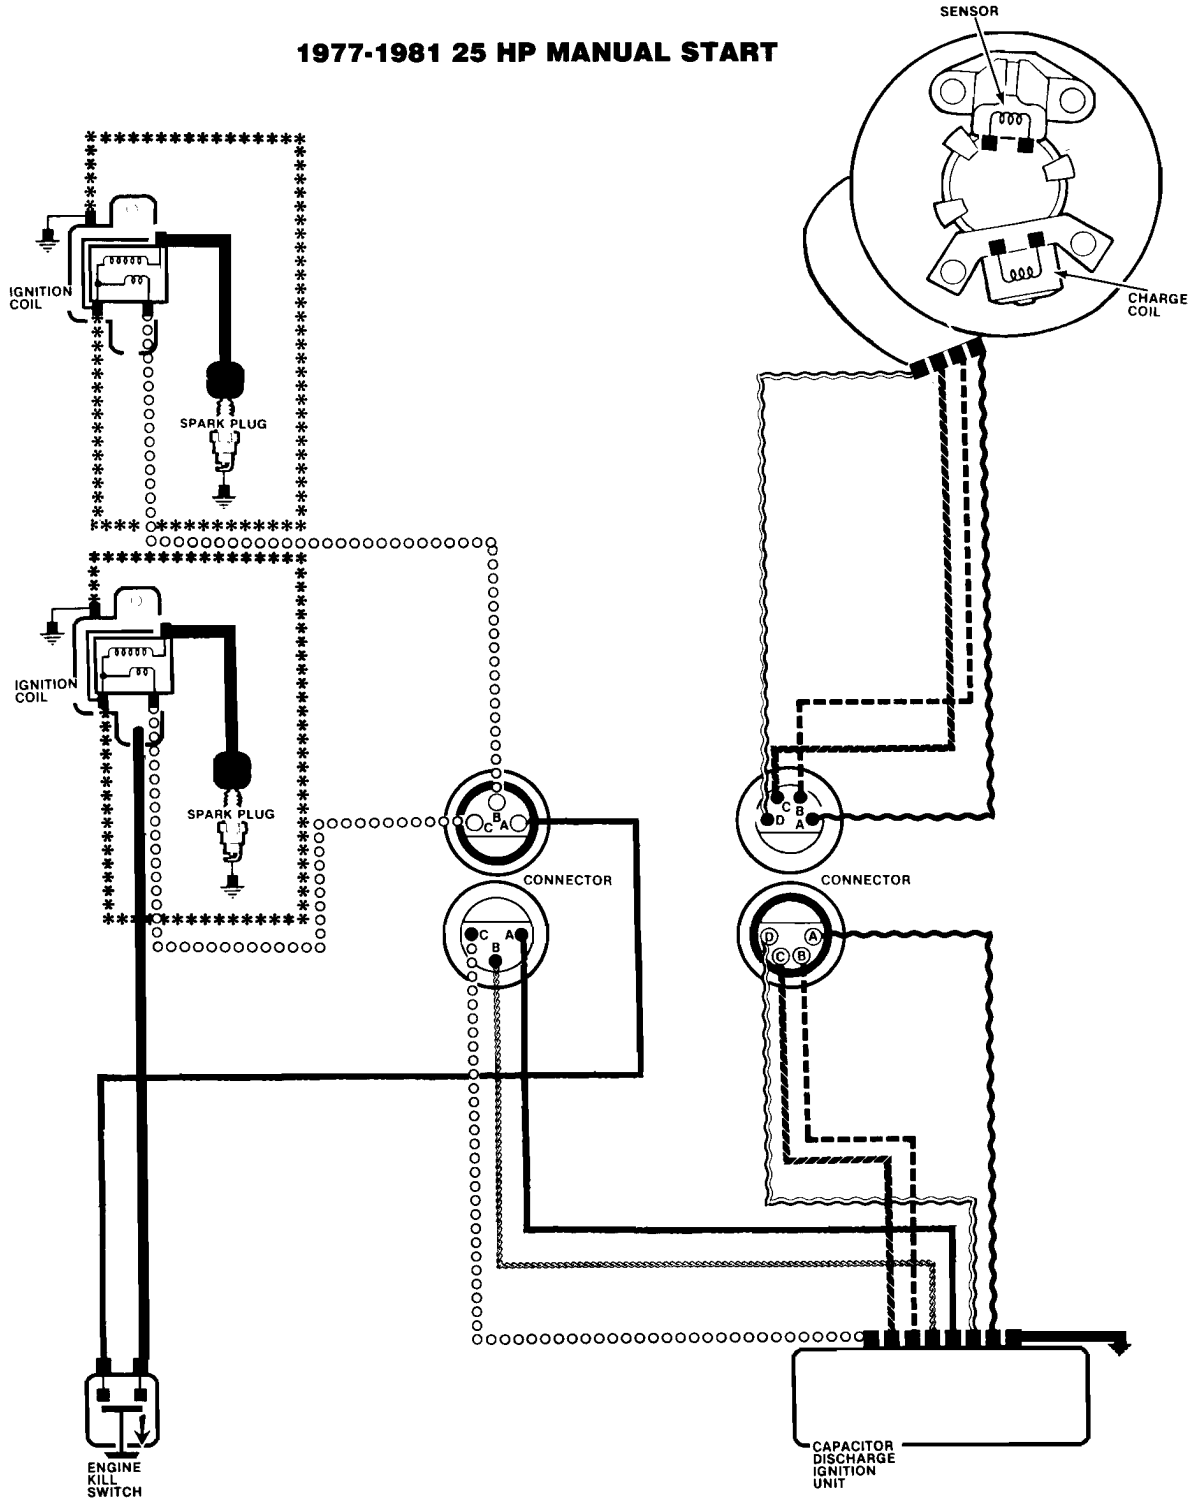 SENSOR
1977-1981 25 HP MANUAL START
IGNITION
COIL
CHARGE
COIL
SPARK PLUG
IGNITION
COIL
SPARK PLUG
B
C A
C B
D A
CONNECTOR
CONNECTOR
C A
B
D A
C B
ENGINE
KILL
SWITCH
CAPACITOR
DISCHARGE
IGNITION
UNIT